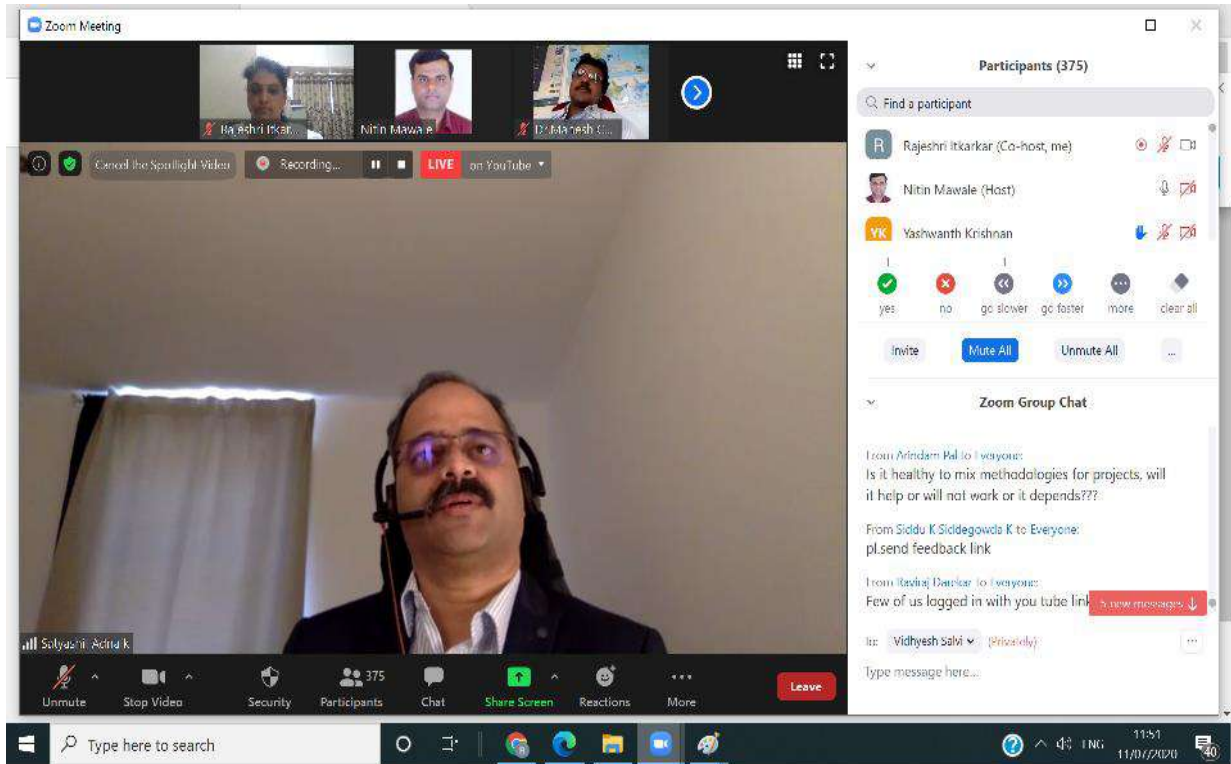 Zoom Meeting
Rajeshri Itkar...
Nitin Mawale
Dr.Mahesh C...
Cancel the Spotlight Video
Recording...
LIVE
on YouTube
Participants (375)
Find a participant
R
Rajeshri Itkarkar (Co-host, me)
Nitin Mawale (Host)
YK
Yashwanth Krishnan
1
1
yes
no
go slower
go faster
more
clear all
Invite
Mute All
Unmute All
...
Zoom Group Chat
From Arindam Pal to Everyone:
Is it healthy to mix methodologies for projects, will
it help or will not work or it depends???
From Siddu K Siddegowda K to Everyone:
pl.send feedback link
From Raviraj Darekar to Everyone:
Few of us logged in with you tube link
5 new messages
To: Vidhyesh Salvi (Privately)
Type message here...
Unmute
Stop Video
Security
375
Participants
Chat
Share Screen
Reactions
More
Leave
Type here to search
ENG
11:51
11/07/2020
40